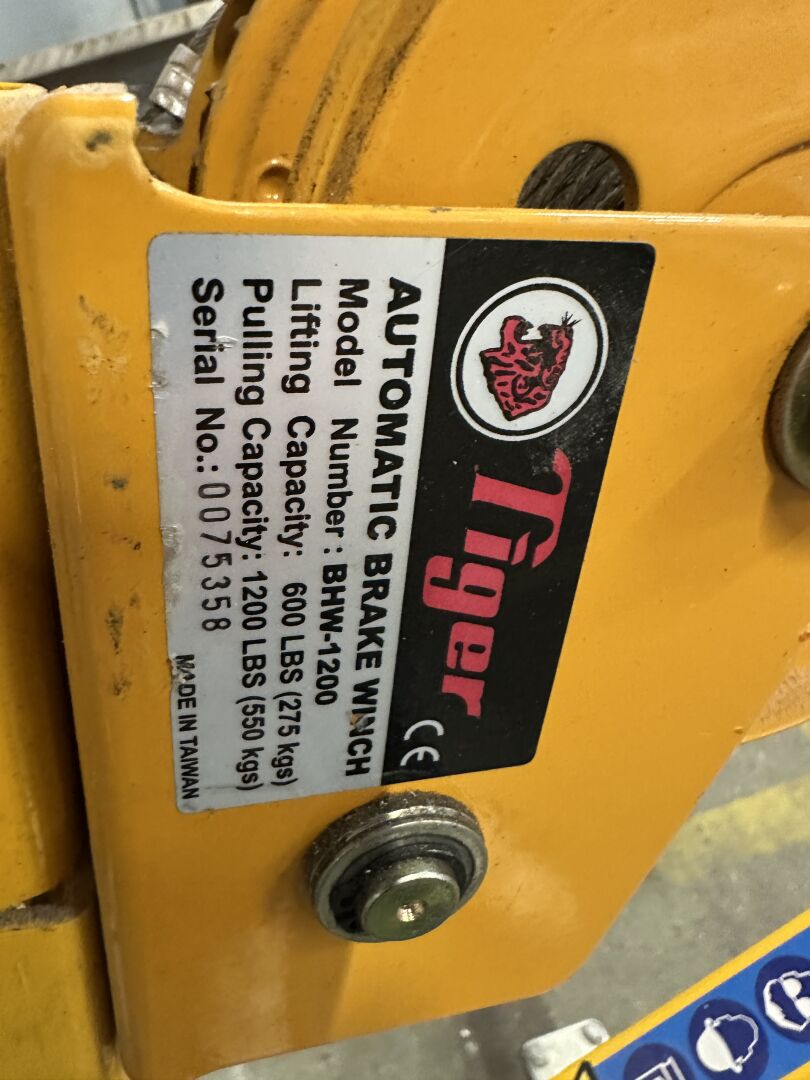 Tiger
CE
AUTOMATIC BRAKE WINCH
Model Number : BHW-1200
Lifting Capacity: 600 LBS (275 kgs)
Pulling Capacity: 1200 LBS (550 kgs)
Serial No.: 0075358
MADE IN TAIWAN